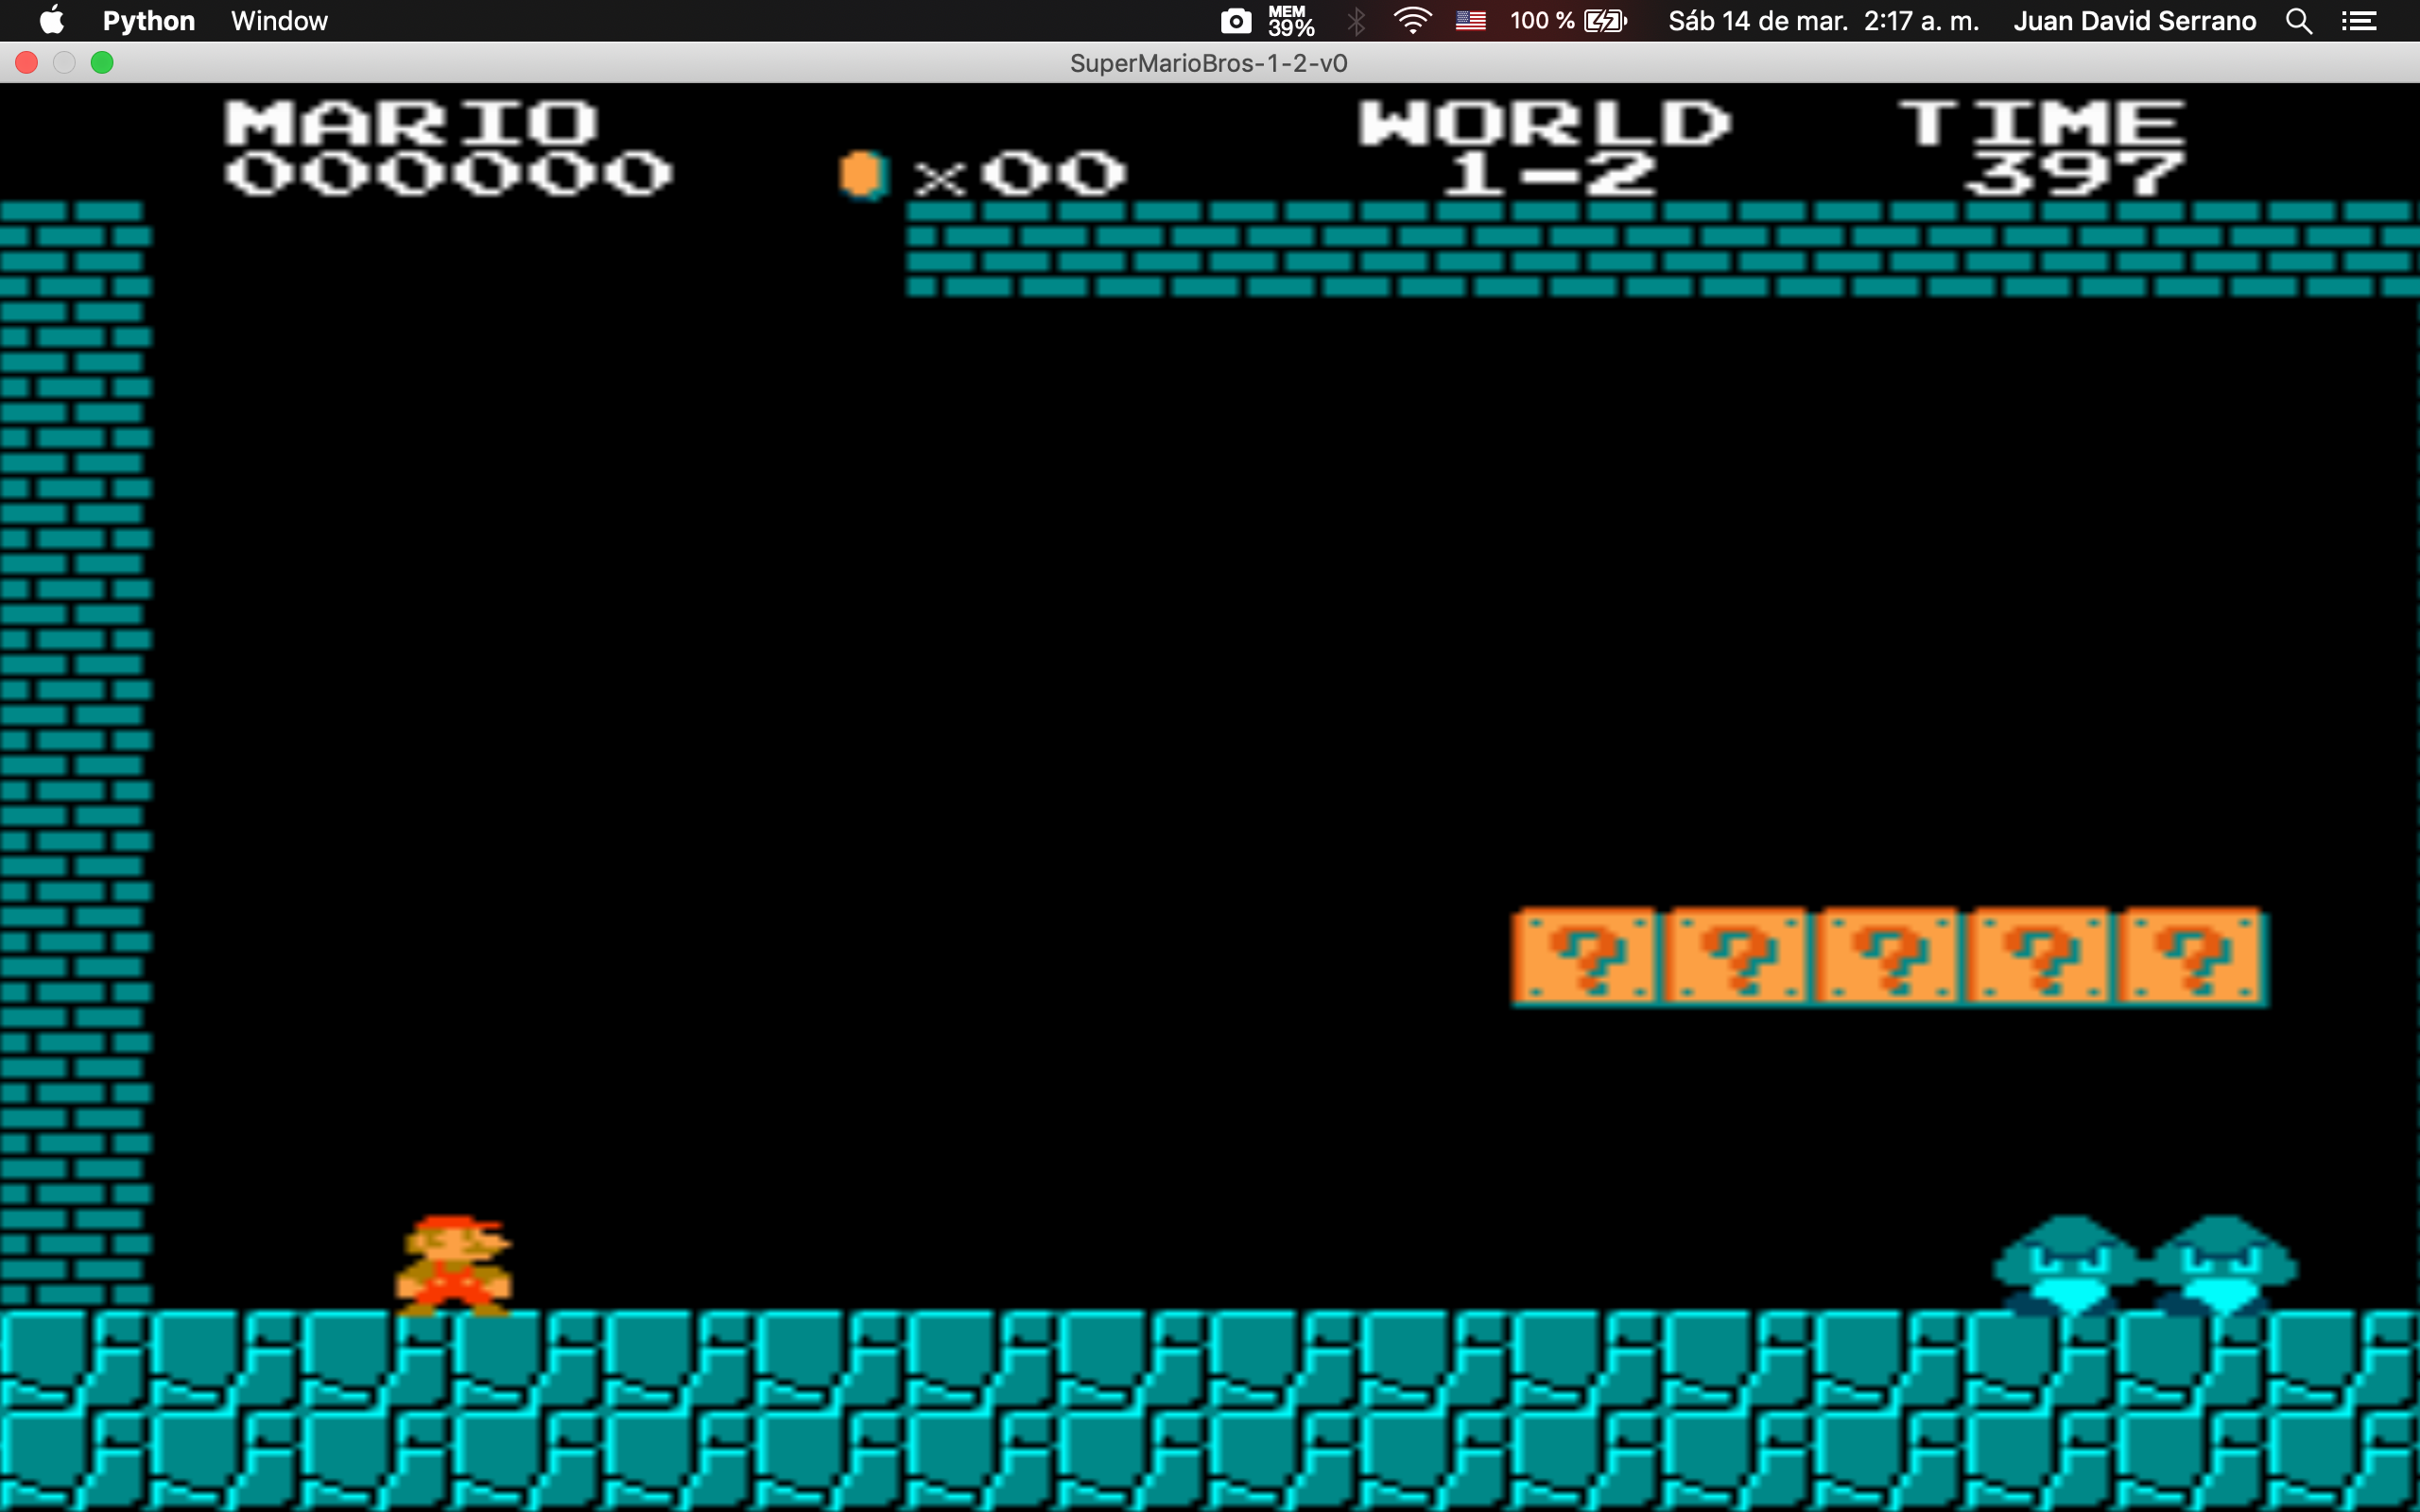 Python Window MEM 39% 100 % Sáb 14 de mar. 2:17 a. m. Juan David Serrano
SuperMarioBros-1-2-v0
MARIO WORLD TIME
000000 ×00 1-2 397
? ? ? ? ?